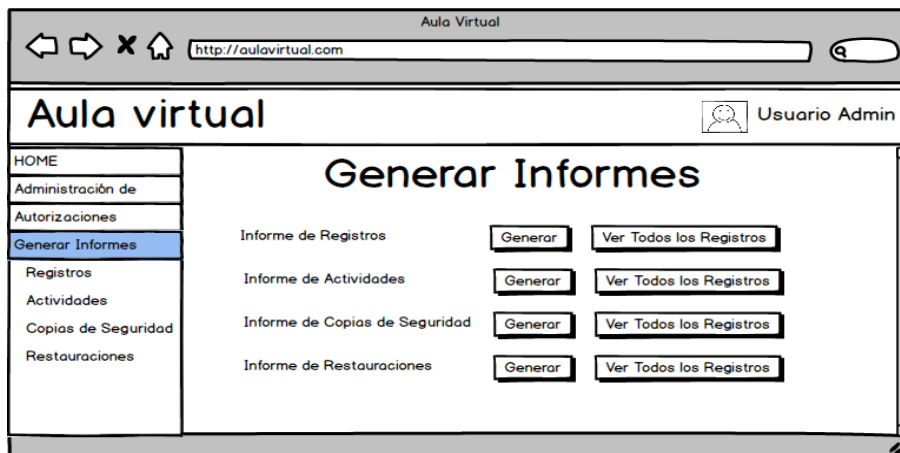 Aula Virtual
http://aulavirtual.com
Aula virtual
Usuario Admin
HOME
Administración de
Autorizaciones
Generar Informes
Registros
Actividades
Copias de Seguridad
Restauraciones
Generar Informes
Informe de Registros Generar Ver Todos los Registros
Informe de Actividades Generar Ver Todos los Registros
Informe de Copias de Seguridad Generar Ver Todos los Registros
Informe de Restauraciones Generar Ver Todos los Registros